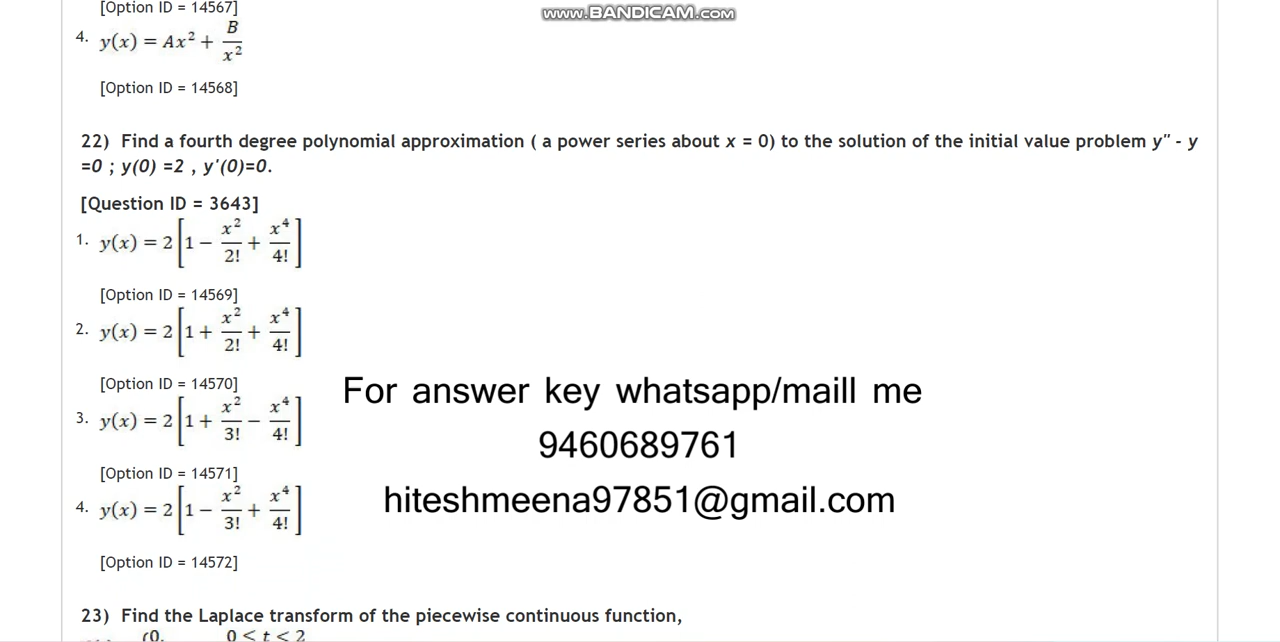 [Option ID = 14567]
www.BANDICAM.com
4. y(x) = Ax² + B/x²
[Option ID = 14568]
22) Find a fourth degree polynomial approximation ( a power series about x = 0) to the solution of the initial value problem y" - y
=0 ; y(0) =2 , y'(0)=0.
[Question ID = 3643]
1. y(x) = 2[1 − x²/2! + x⁴/4!]
[Option ID = 14569]
2. y(x) = 2[1 + x²/2! + x⁴/4!]
[Option ID = 14570]
3. y(x) = 2[1 + x²/3! − x⁴/4!]
[Option ID = 14571]
4. y(x) = 2[1 − x²/3! + x⁴/4!]
[Option ID = 14572]
For answer key whatsapp/maill me
9460689761
hiteshmeena97851@gmail.com
23) Find the Laplace transform of the piecewise continuous function,
0, 0 < t < 2